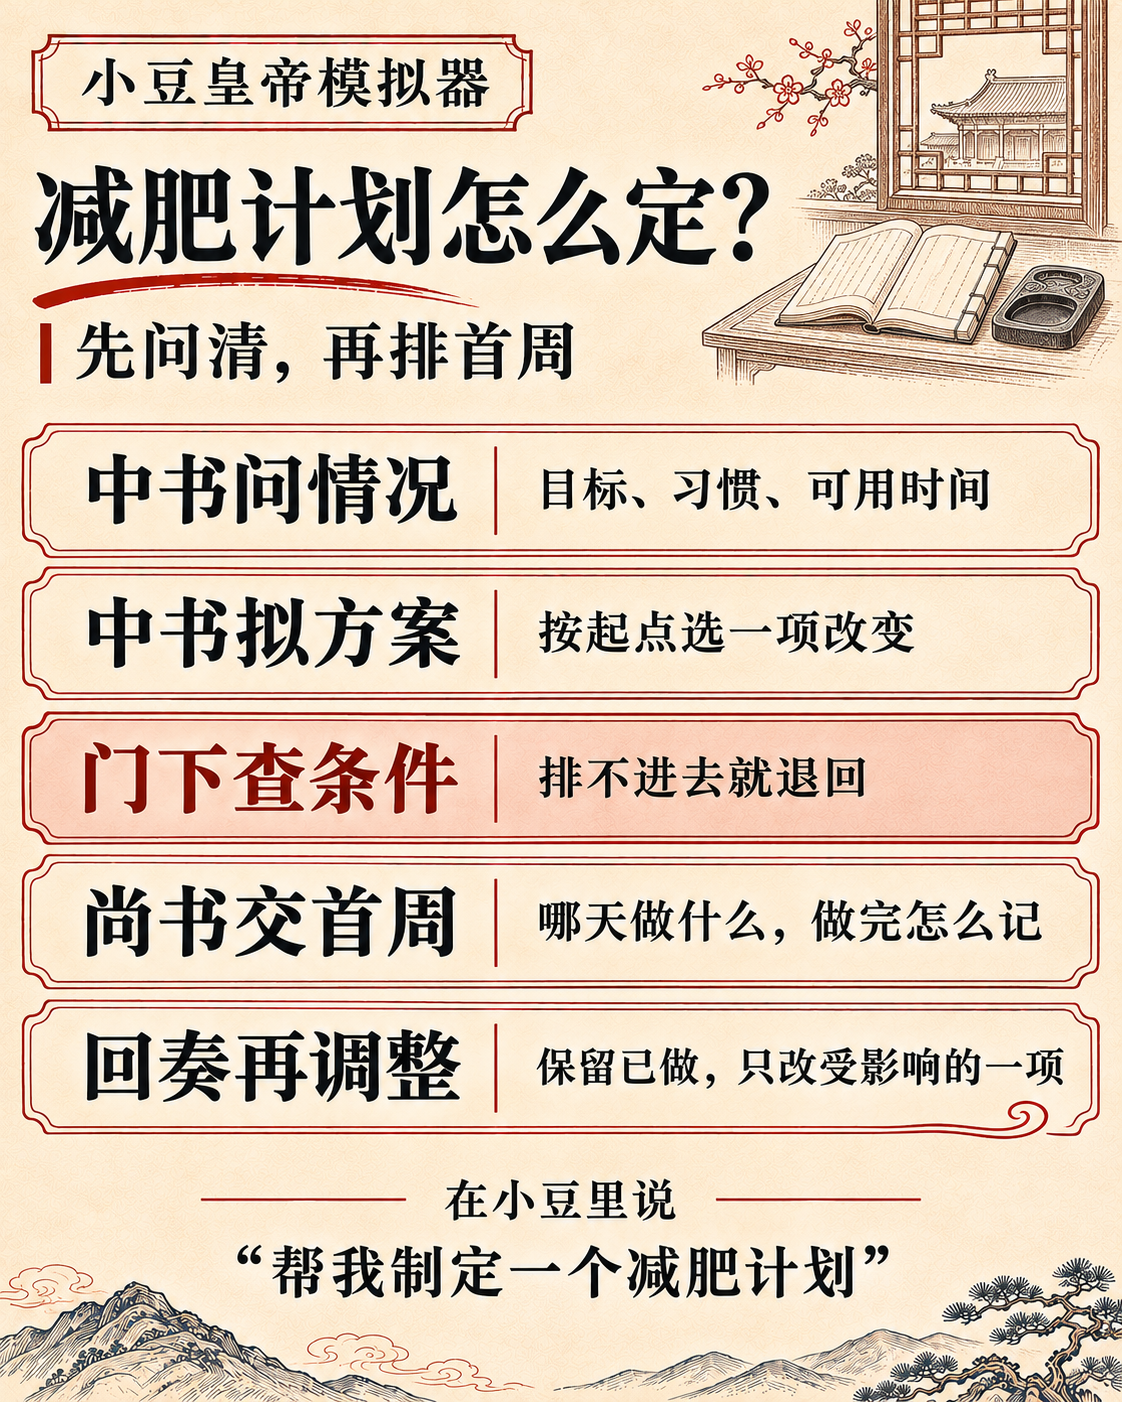 小豆皇帝模拟器
减肥计划怎么定？
先问清，再排首周
中书问情况
目标、习惯、可用时间
中书拟方案
按起点选一项改变
门下查条件
排不进去就退回
尚书交首周
哪天做什么，做完怎么记
回奏再调整
保留已做，只改受影响的一项
在小豆里说
“帮我制定一个减肥计划”